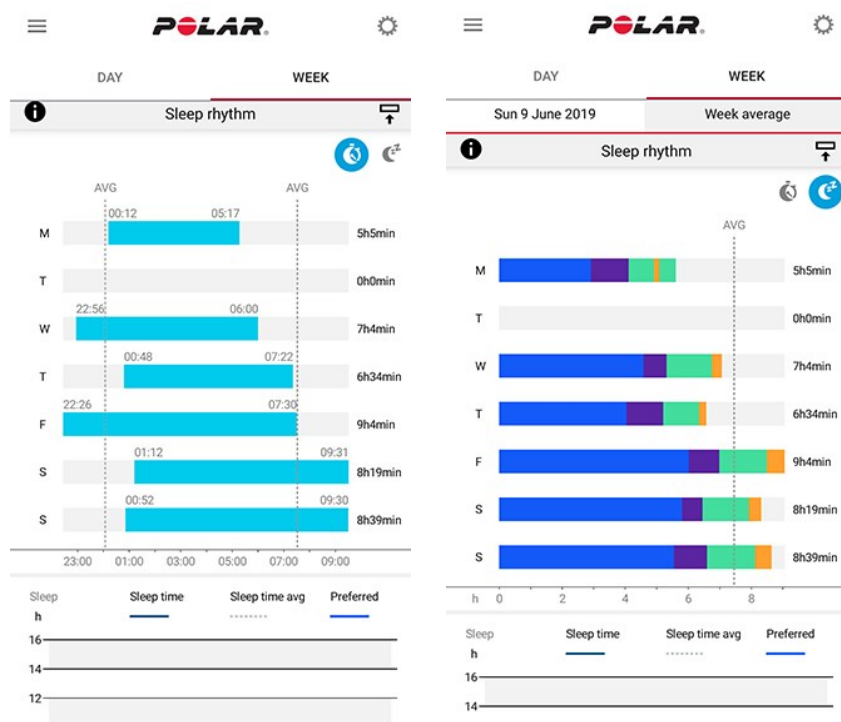 POLAR.
DAY WEEK
Sleep rhythm
AVG AVG
00:12 05:17
M 5h5min
T 0h0min
22:56 06:00
W 7h4min
00:48 07:22
T 6h34min
22:26 07:30
F 9h4min
01:12 09:31
S 8h19min
00:52 09:30
S 8h39min
23:00 01:00 03:00 05:00 07:00 09:00
Sleep Sleep time Sleep time avg Preferred
h
16
14
12
POLAR.
DAY WEEK
Sun 9 June 2019 Week average
Sleep rhythm
AVG
M 5h5min
T 0h0min
W 7h4min
T 6h34min
F 9h4min
S 8h19min
S 8h39min
h 0 2 4 6 8
Sleep Sleep time Sleep time avg Preferred
h
16
14